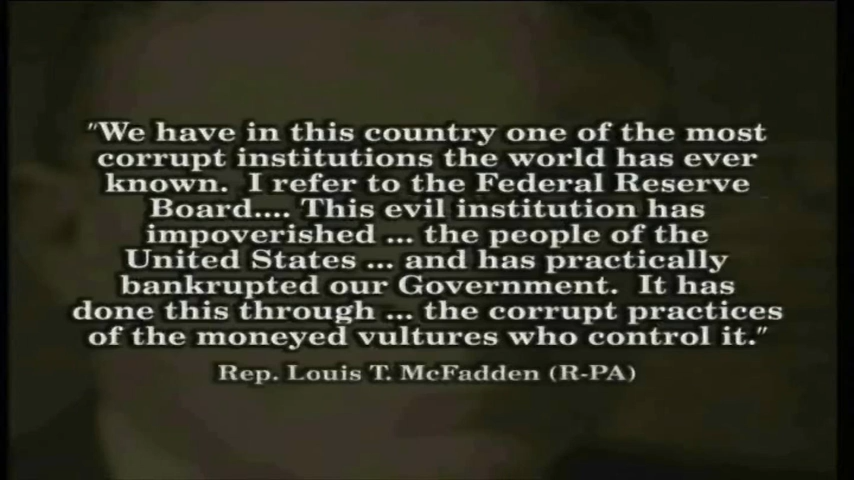 "We have in this country one of the most
corrupt institutions the world has ever
known.  I refer to the Federal Reserve
Board.... This evil institution has
impoverished ... the people of the
United States ... and has practically
bankrupted our Government.  It has
done this through ... the corrupt practices
of the moneyed vultures who control it."
Rep. Louis T. McFadden (R-PA)